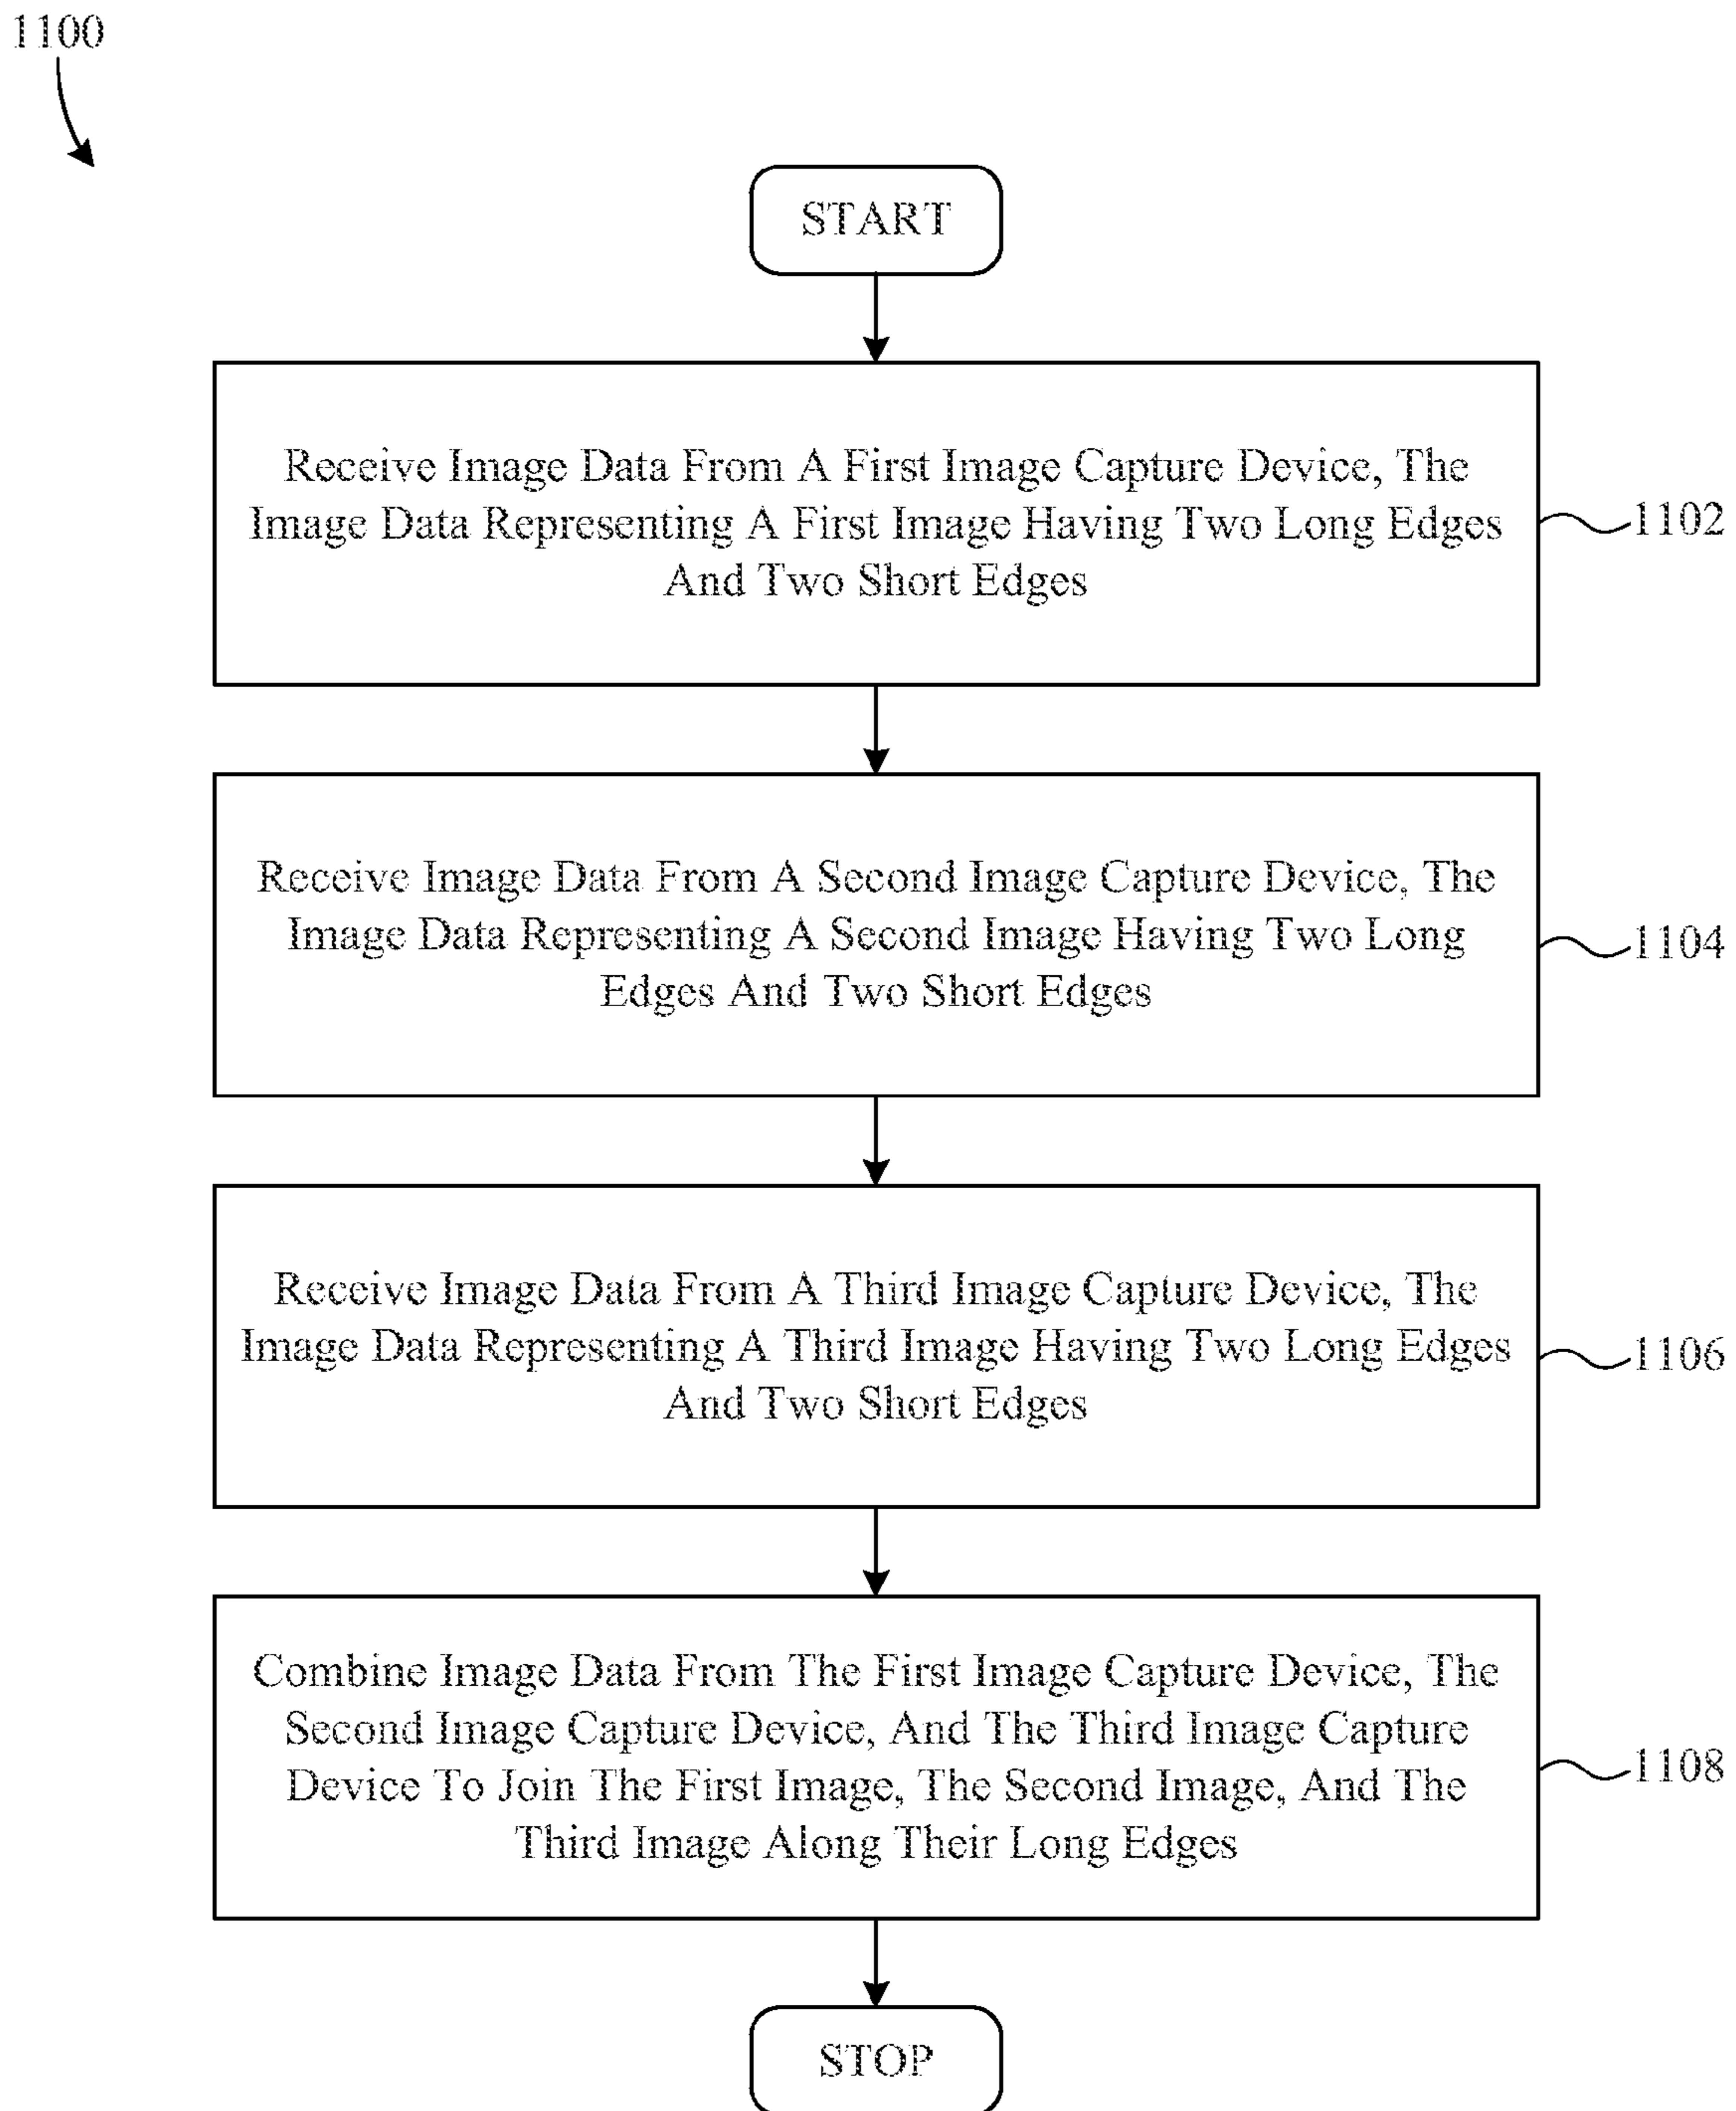 1100
START
Receive Image Data From A First Image Capture Device, The
Image Data Representing A First Image Having Two Long Edges
And Two Short Edges
1102
Receive Image Data From A Second Image Capture Device, The
Image Data Representing A Second Image Having Two Long
Edges And Two Short Edges
1104
Receive Image Data From A Third Image Capture Device, The
Image Data Representing A Third Image Having Two Long Edges
And Two Short Edges
1106
Combine Image Data From The First Image Capture Device, The
Second Image Capture Device, And The Third Image Capture
Device To Join The First Image, The Second Image, And The
Third Image Along Their Long Edges
1108
STOP